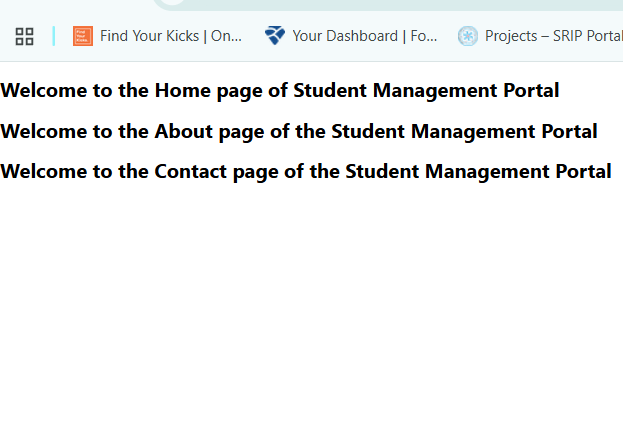 Find Your Kicks | On... Your Dashboard | Fo... Projects – SRIP Portal
Welcome to the Home page of Student Management Portal
Welcome to the About page of the Student Management Portal
Welcome to the Contact page of the Student Management Portal